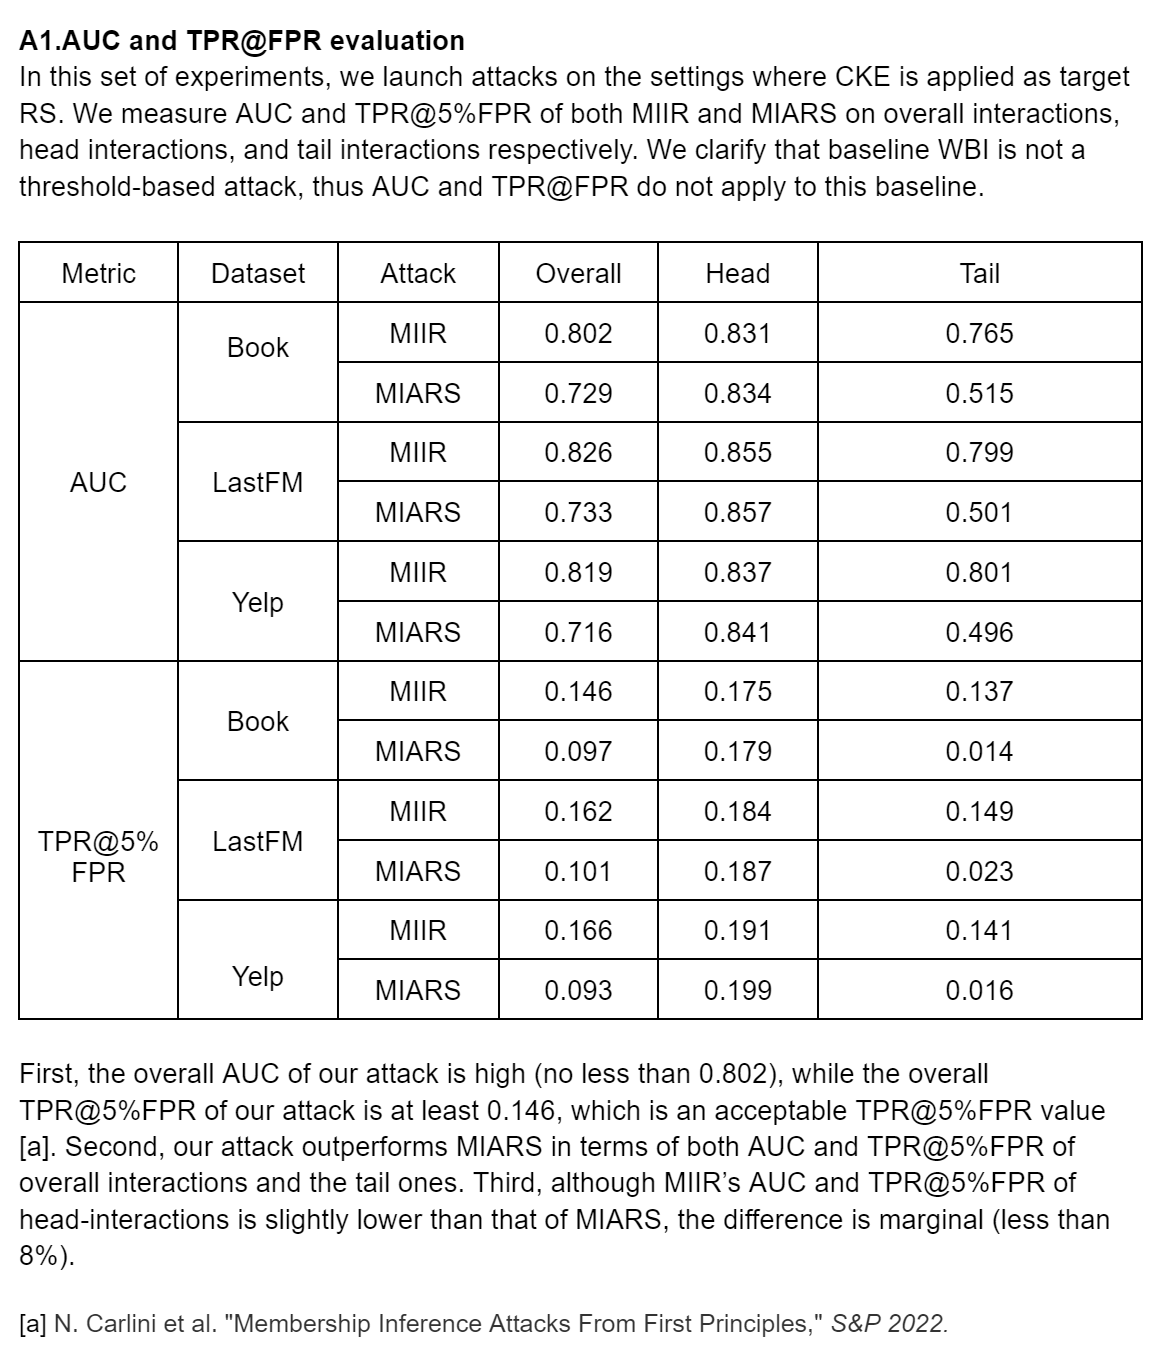 A1.AUC and TPR@FPR evaluation
In this set of experiments, we launch attacks on the settings where CKE is applied as target
RS. We measure AUC and TPR@5%FPR of both MIIR and MIARS on overall interactions,
head interactions, and tail interactions respectively. We clarify that baseline WBI is not a
threshold-based attack, thus AUC and TPR@FPR do not apply to this baseline.
Metric Dataset Attack Overall Head Tail
AUC Book MIIR 0.802 0.831 0.765
MIARS 0.729 0.834 0.515
LastFM MIIR 0.826 0.855 0.799
MIARS 0.733 0.857 0.501
Yelp MIIR 0.819 0.837 0.801
MIARS 0.716 0.841 0.496
TPR@5%
FPR
Book MIIR 0.146 0.175 0.137
MIARS 0.097 0.179 0.014
LastFM MIIR 0.162 0.184 0.149
MIARS 0.101 0.187 0.023
Yelp MIIR 0.166 0.191 0.141
MIARS 0.093 0.199 0.016
First, the overall AUC of our attack is high (no less than 0.802), while the overall
TPR@5%FPR of our attack is at least 0.146, which is an acceptable TPR@5%FPR value
[a]. Second, our attack outperforms MIARS in terms of both AUC and TPR@5%FPR of
overall interactions and the tail ones. Third, although MIIR's AUC and TPR@5%FPR of
head-interactions is slightly lower than that of MIARS, the difference is marginal (less than
8%).
[a] N. Carlini et al. "Membership Inference Attacks From First Principles," S&P 2022.